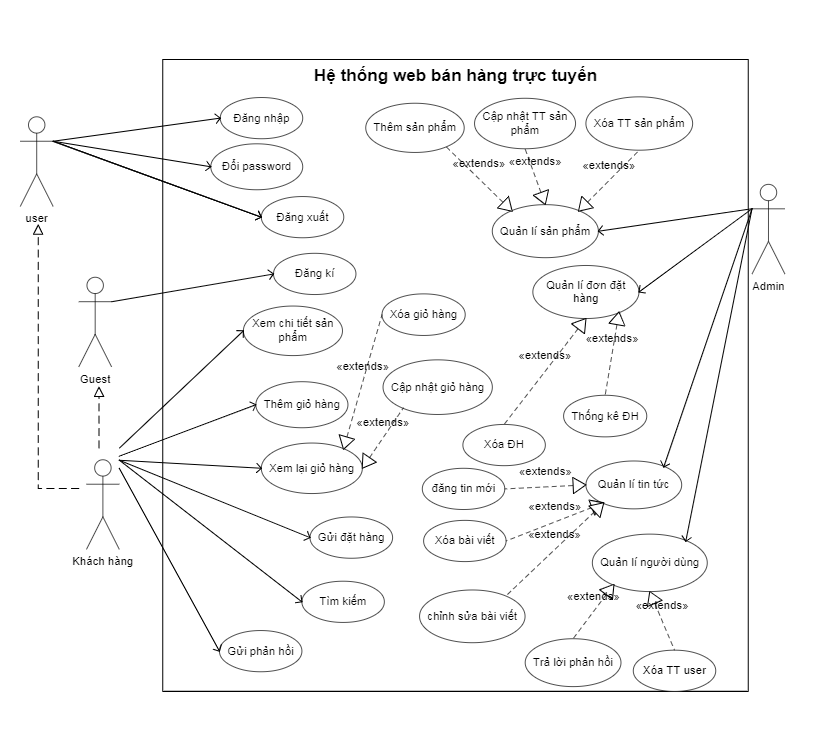 Hệ thống web bán hàng trực tuyến
Đăng nhập
Thêm sản phẩm
Cập nhật TT sản
phẩm
Xóa TT sản phẩm
«extends»
«extends»
«extends»
Đổi password
user
Đăng xuất
Quản lí sản phẩm
Admin
Đăng kí
Quản lí đơn đặt
hàng
Guest
Xem chi tiết sản
phẩm
Xóa giỏ hàng
«extends»
«extends»
«extends»
Cập nhật giỏ hàng
Thêm giỏ hàng
«extends»
Thống kê ĐH
Xóa ĐH
Xem lại giỏ hàng
Khách hàng
đăng tin mới
«extends»
Quản lí tin tức
«extends»
Gửi đặt hàng
Xóa bài viết
«extends»
Quản lí người dùng
Tìm kiếm
chỉnh sửa bài viết
«extends»
«extends»
Gửi phản hồi
Trả lời phản hồi
Xóa TT user